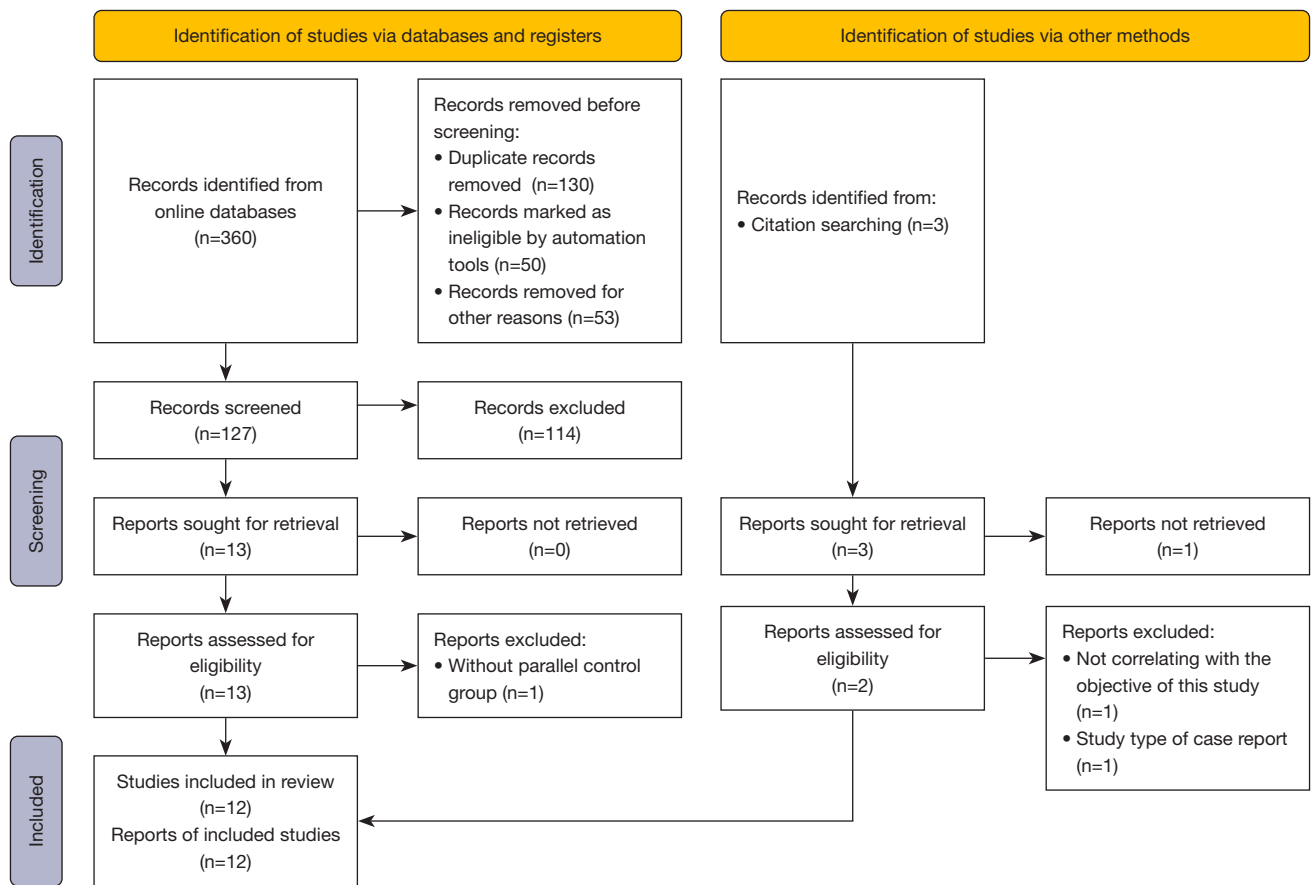 Identification of studies via databases and registers
Identification of studies via other methods
Identification
Records identified from
online databases
(n=360)
Records removed before
screening:
• Duplicate records
removed (n=130)
• Records marked as
ineligible by automation
tools (n=50)
• Records removed for
other reasons (n=53)
Records identified from:
• Citation searching (n=3)
Screening
Records screened
(n=127)
Records excluded
(n=114)
Reports sought for retrieval
(n=13)
Reports not retrieved
(n=0)
Reports sought for retrieval
(n=3)
Reports not retrieved
(n=1)
Reports assessed for
eligibility
(n=13)
Reports excluded:
• Without parallel control
group (n=1)
Reports assessed for
eligibility
(n=2)
Reports excluded:
• Not correlating with the
objective of this study
(n=1)
• Study type of case report
(n=1)
Included
Studies included in review
(n=12)
Reports of included studies
(n=12)